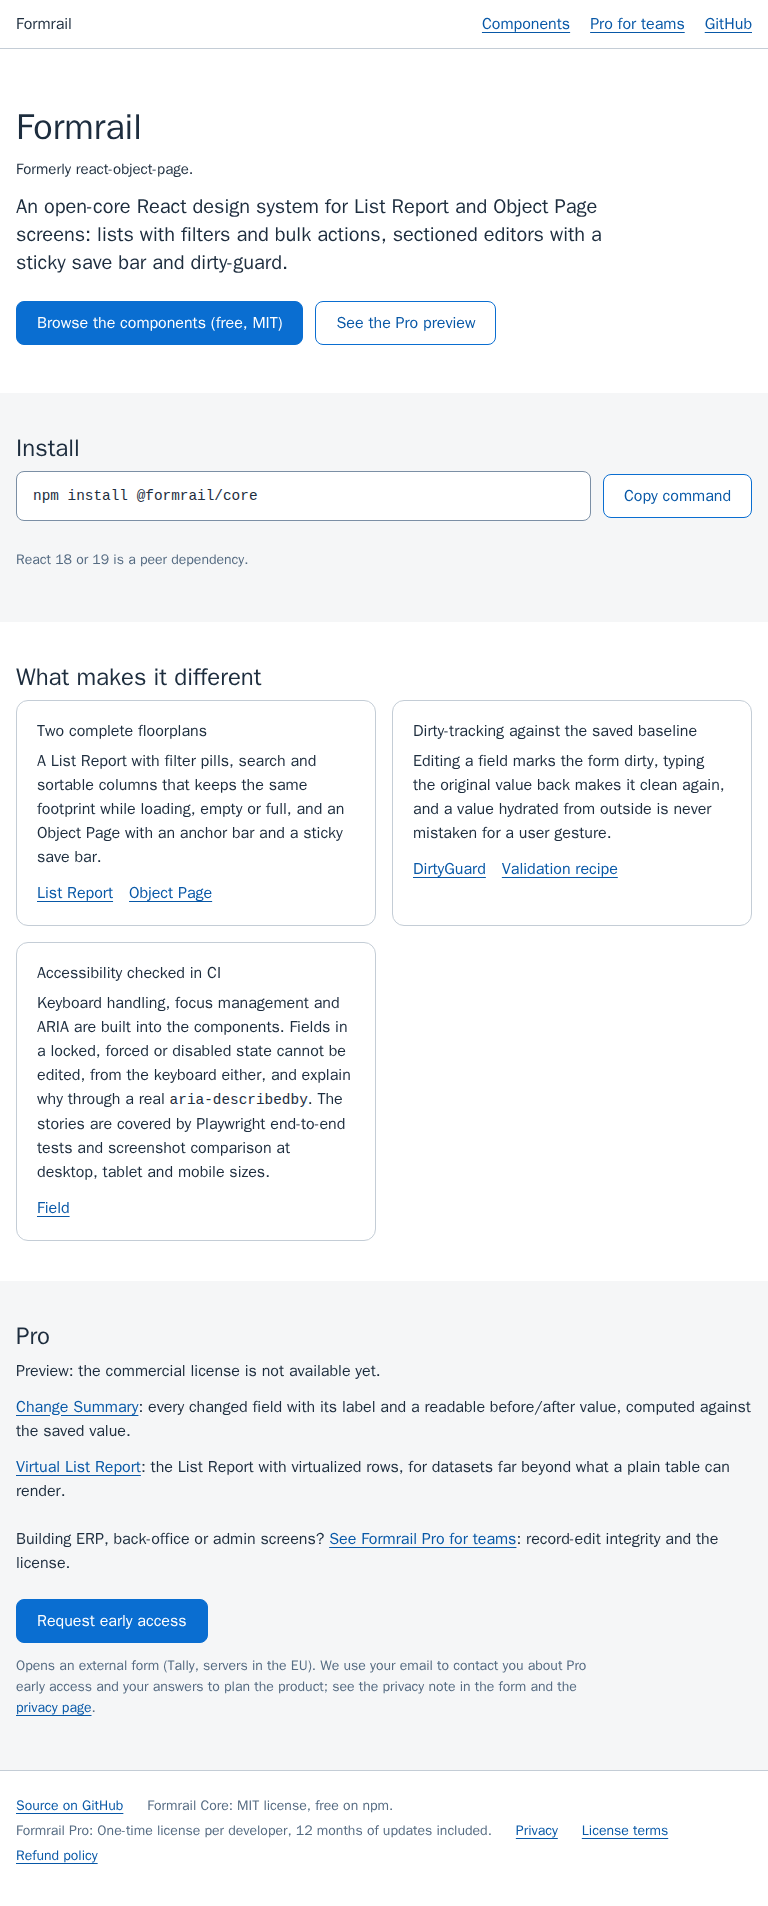 Formrail
Components Pro for teams GitHub
Formrail
Formerly react-object-page.
An open-core React design system for List Report and Object Page
screens: lists with filters and bulk actions, sectioned editors with a
sticky save bar and dirty-guard.
Browse the components (free, MIT)
See the Pro preview
Install
npm install @formrail/core
Copy command
React 18 or 19 is a peer dependency.
What makes it different
Two complete floorplans
A List Report with filter pills, search and
sortable columns that keeps the same
footprint while loading, empty or full, and an
Object Page with an anchor bar and a sticky
save bar.
List Report Object Page
Dirty-tracking against the saved baseline
Editing a field marks the form dirty, typing
the original value back makes it clean again,
and a value hydrated from outside is never
mistaken for a user gesture.
DirtyGuard Validation recipe
Accessibility checked in CI
Keyboard handling, focus management and
ARIA are built into the components. Fields in
a locked, forced or disabled state cannot be
edited, from the keyboard either, and explain
why through a real aria-describedby. The
stories are covered by Playwright end-to-end
tests and screenshot comparison at
desktop, tablet and mobile sizes.
Field
Pro
Preview: the commercial license is not available yet.
Change Summary: every changed field with its label and a readable before/after value, computed against
the saved value.
Virtual List Report: the List Report with virtualized rows, for datasets far beyond what a plain table can
render.
Building ERP, back-office or admin screens? See Formrail Pro for teams: record-edit integrity and the
license.
Request early access
Opens an external form (Tally, servers in the EU). We use your email to contact you about Pro
early access and your answers to plan the product; see the privacy note in the form and the
privacy page.
Source on GitHub Formrail Core: MIT license, free on npm.
Formrail Pro: One-time license per developer, 12 months of updates included. Privacy License terms
Refund policy